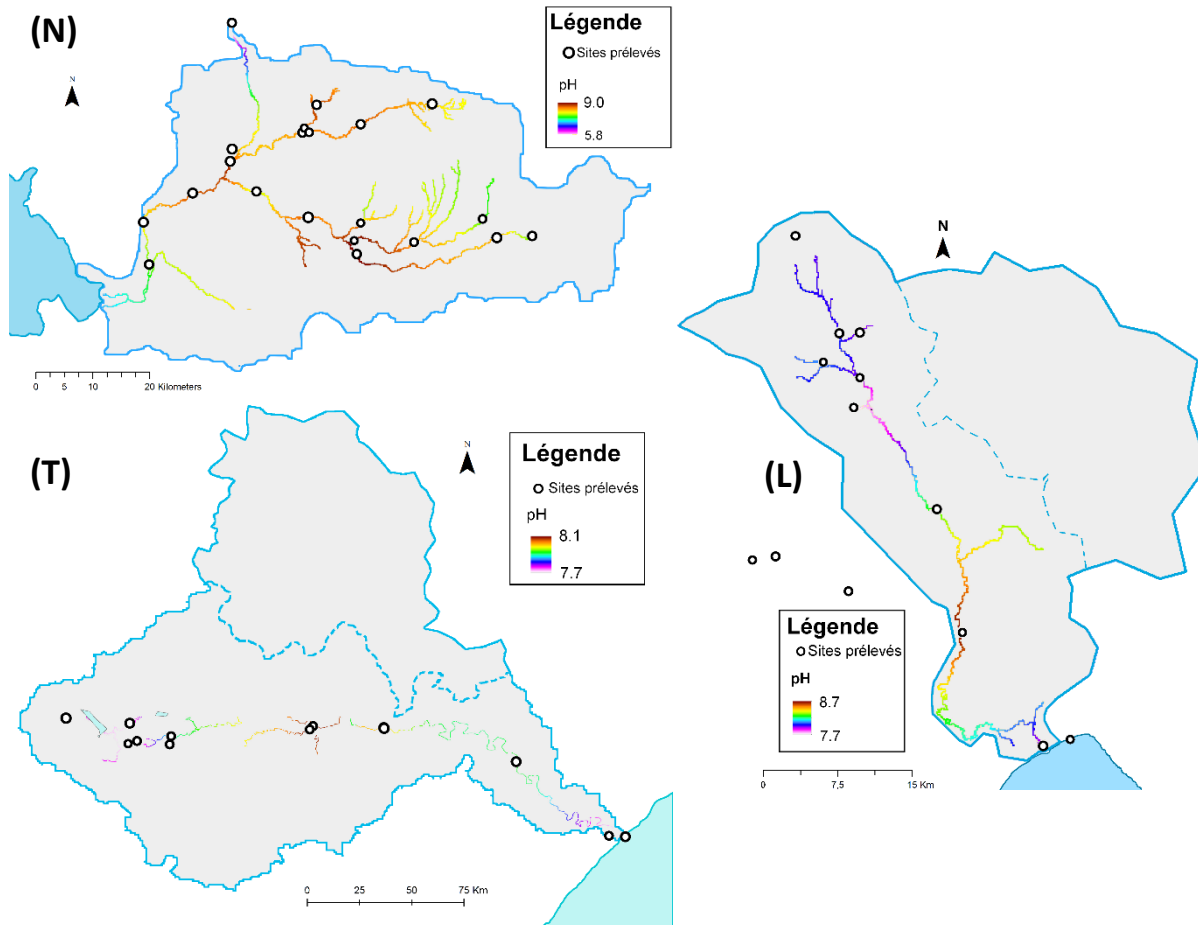 (N)
N
Légende
Sites prélevés
pH
9.0
5.8
0 5 10 20 Kilometers
(T)
N
Légende
Sites prélevés
pH
8.1
7.7
0 25 50 75 Km
(L)
N
Légende
Sites prélevés
pH
8.7
7.7
0 7,5 15 Km